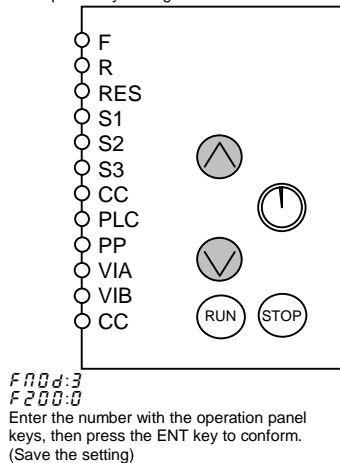 F
R
RES
S1
S2
S3
CC
PLC
PP
VIA
VIB
CC
RUN STOP
FMOd:3
F200:0
Enter the number with the operation panel
keys, then press the ENT key to conform.
(Save the setting)